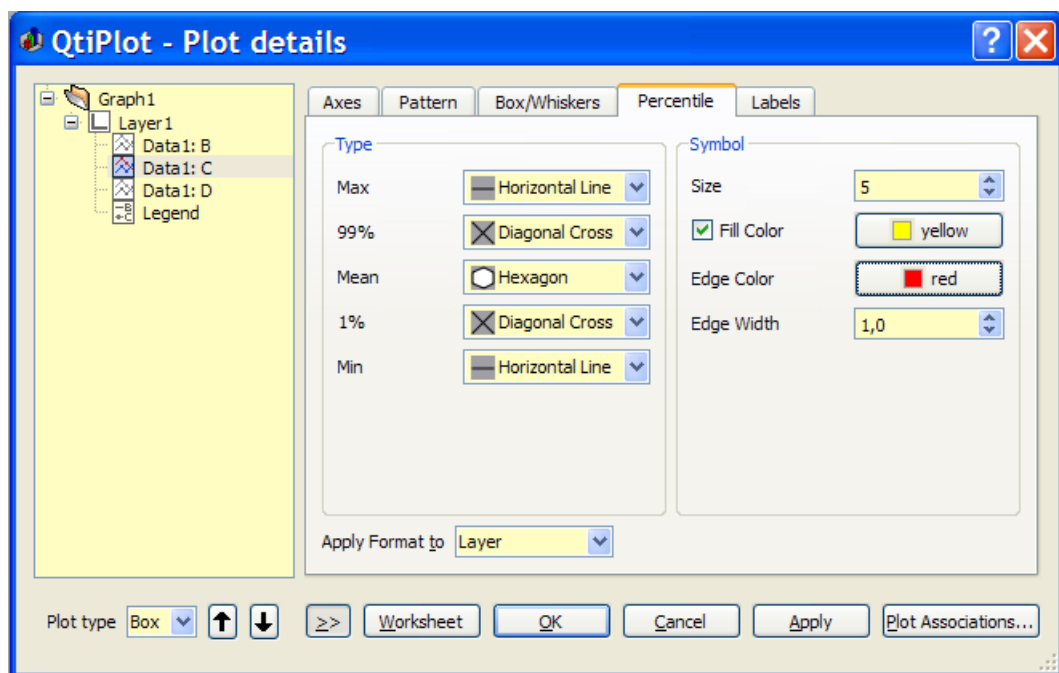 QtiPlot - Plot details
Graph1
Layer1
Data1: B
Data1: C
Data1: D
Legend
Axes Pattern Box/Whiskers Percentile Labels
Type
Max Horizontal Line
99% Diagonal Cross
Mean Hexagon
1% Diagonal Cross
Min Horizontal Line
Symbol
Size 5
Fill Color yellow
Edge Color red
Edge Width 1,0
Apply Format to Layer
Plot type Box >> Worksheet OK Cancel Apply Plot Associations...